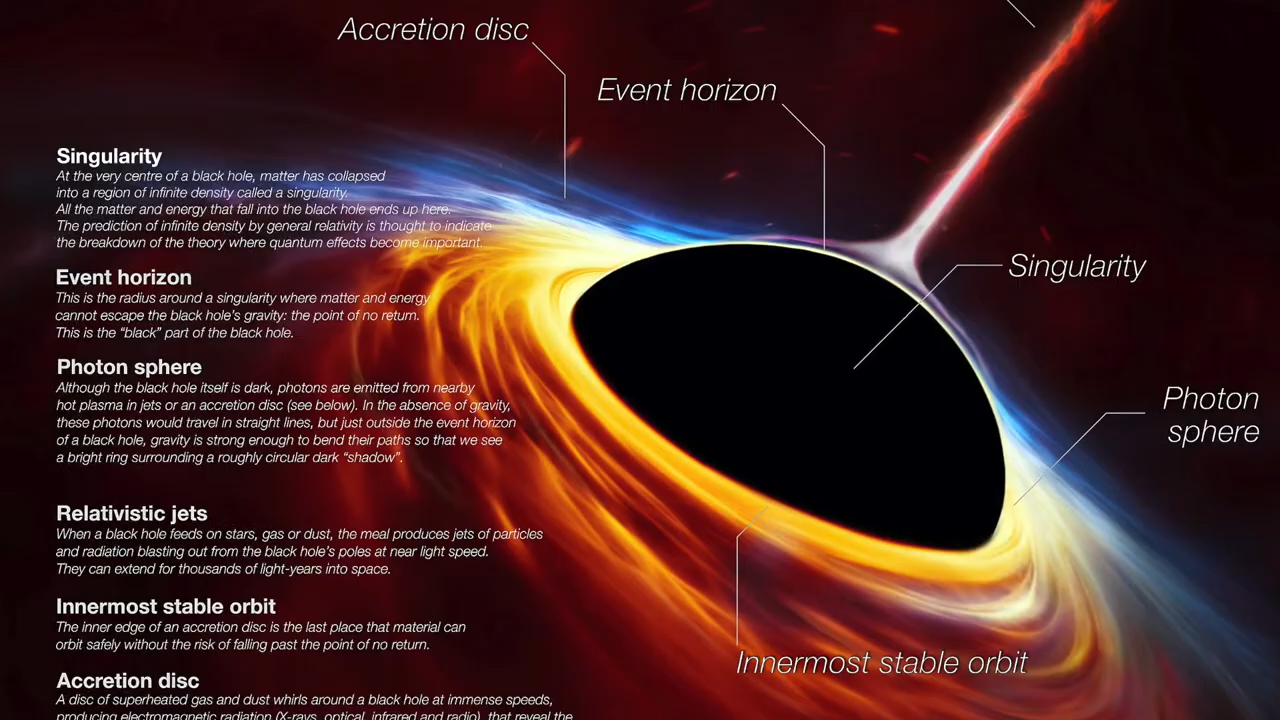 Accretion disc
Event horizon
Singularity
Photon
sphere
Innermost stable orbit
Singularity
At the very centre of a black hole, matter has collapsed
into a region of infinite density called a singularity.
All the matter and energy that fall into the black hole ends up here.
The prediction of infinite density by general relativity is thought to indicate
the breakdown of the theory where quantum effects become important.
Event horizon
This is the radius around a singularity where matter and energy
cannot escape the black hole's gravity: the point of no return.
This is the “black” part of the black hole.
Photon sphere
Although the black hole itself is dark, photons are emitted from nearby
hot plasma in jets or an accretion disc (see below). In the absence of gravity,
these photons would travel in straight lines, but just outside the event horizon
of a black hole, gravity is strong enough to bend their paths so that we see
a bright ring surrounding a roughly circular dark “shadow”.
Relativistic jets
When a black hole feeds on stars, gas or dust, the meal produces jets of particles
and radiation blasting out from the black hole's poles at near light speed.
They can extend for thousands of light-years into space.
Innermost stable orbit
The inner edge of an accretion disc is the last place that material can
orbit safely without the risk of falling past the point of no return.
Accretion disc
A disc of superheated gas and dust whirls around a black hole at immense speeds,
producing electromagnetic radiation (X-rays, optical, infrared and radio), that reveal the